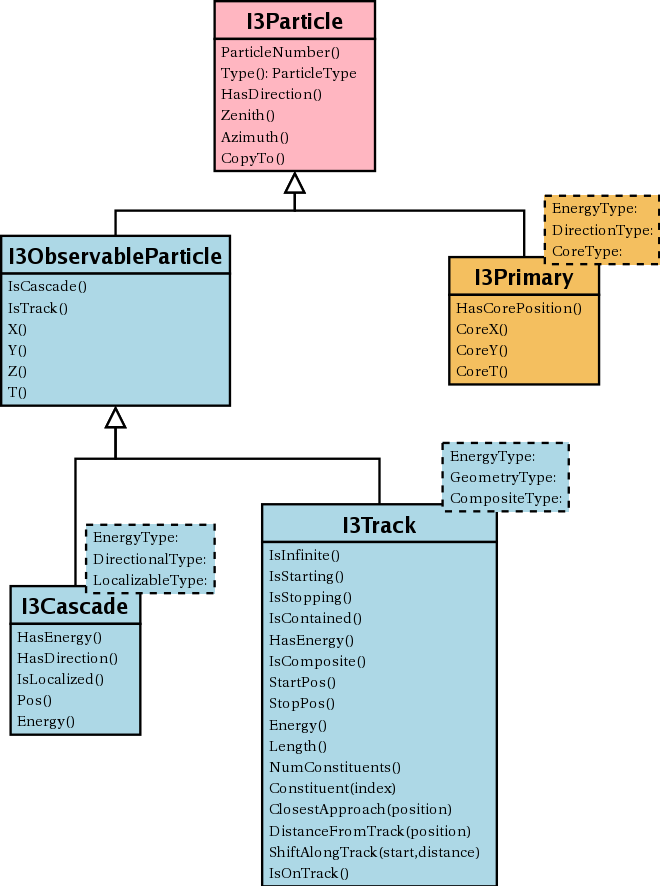 I3Particle
ParticleNumber()
Type(): ParticleType
HasDirection()
Zenith()
Azimuth()
CopyTo()
EnergyType:
DirectionType:
CoreType:
I3ObservableParticle
IsCascade()
IsTrack()
X()
Y()
Z()
T()
I3Primary
HasCorePosition()
CoreX()
CoreY()
CoreT()
EnergyType:
GeometryType:
CompositeType:
I3Track
IsInfinite()
IsStarting()
IsStopping()
IsContained()
HasEnergy()
IsComposite()
StartPos()
StopPos()
Energy()
Length()
NumConstituents()
Constituent(index)
ClosestApproach(position)
DistanceFromTrack(position)
ShiftAlongTrack(start,distance)
IsOnTrack()
EnergyType:
DirectionalType:
LocalizableType:
I3Cascade
HasEnergy()
HasDirection()
IsLocalized()
Pos()
Energy()